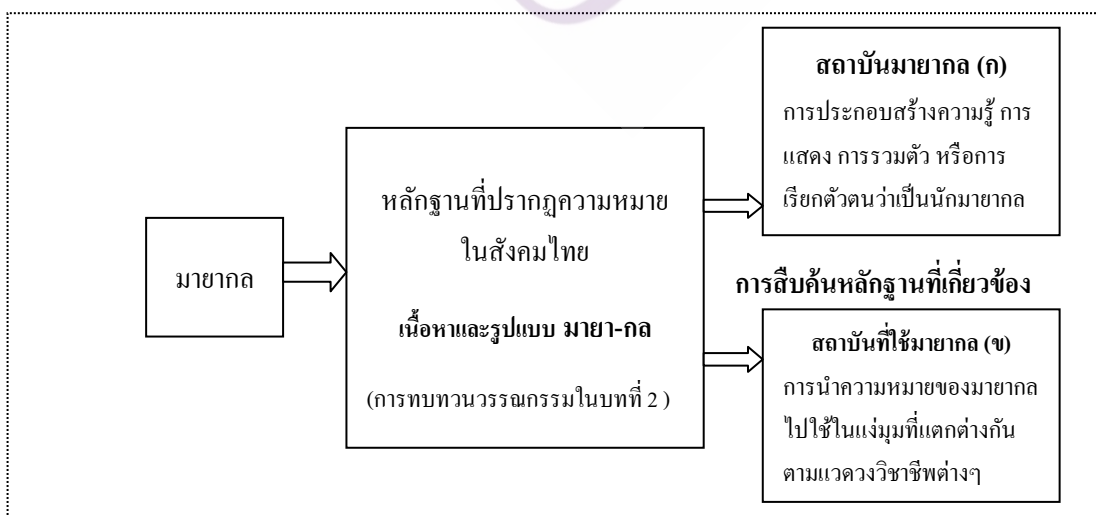 มายากล
หลักฐานที่ปรากฏความหมาย
ในสังคมไทย
เนื้อหาและรูปแบบ มายา-กล
(การทบทวนวรรณกรรมในบทที่ 2 )
สถาบันมายากล (ก)
การประกอบสร้างความรู้ การ
แสดง การรวมตัว หรือการ
เรียกตัวตนว่าเป็นนักมายากล
การสืบค้นหลักฐานที่เกี่ยวข้อง
สถาบันที่ใช้มายากล (ข)
การนำความหมายของมายากล
ไปใช้ในแง่มุมที่แตกต่างกัน
ตามแวดวงวิชาชีพต่างๆ